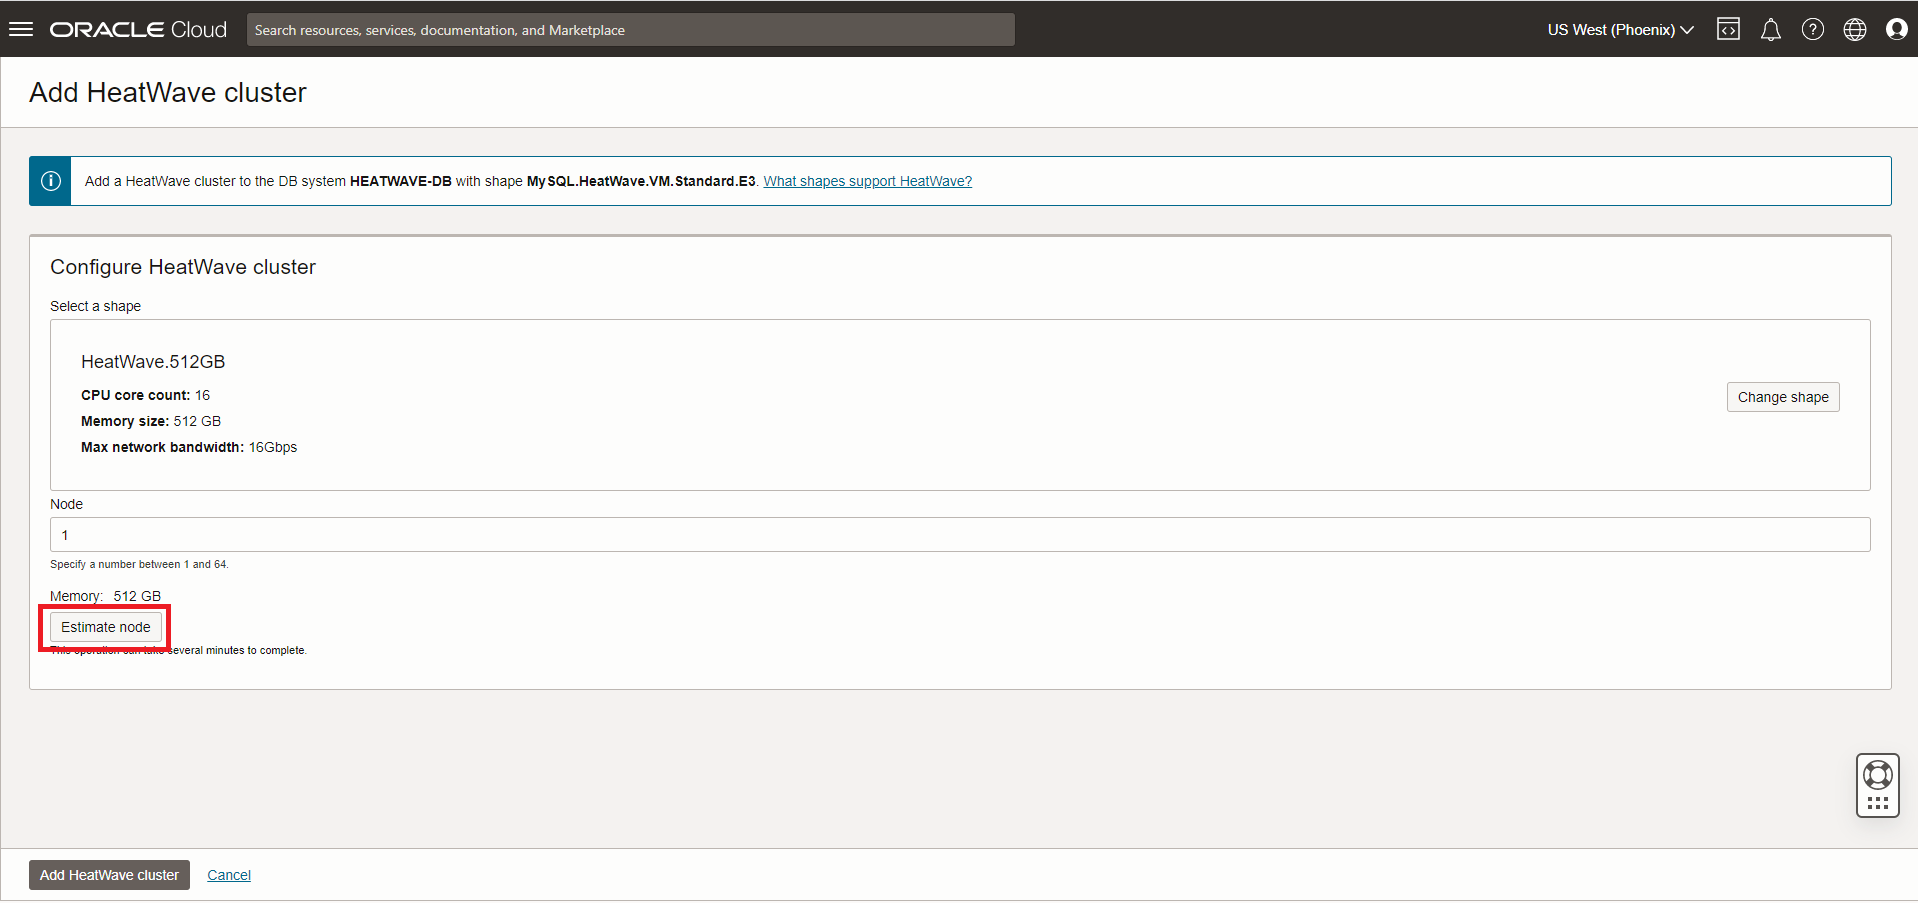 ORACLE Cloud
Search resources, services, documentation, and Marketplace
US West (Phoenix)
Add HeatWave cluster
Add a HeatWave cluster to the DB system HEATWAVE-DB with shape MySQL.HeatWave.VM.Standard.E3. What shapes support HeatWave?
Configure HeatWave cluster
Select a shape
HeatWave.512GB
CPU core count: 16
Memory size: 512 GB
Max network bandwidth: 16Gbps
Change shape
Node
1
Specify a number between 1 and 64.
Memory: 512 GB
Estimate node
This operation can take several minutes to complete.
Add HeatWave cluster
Cancel